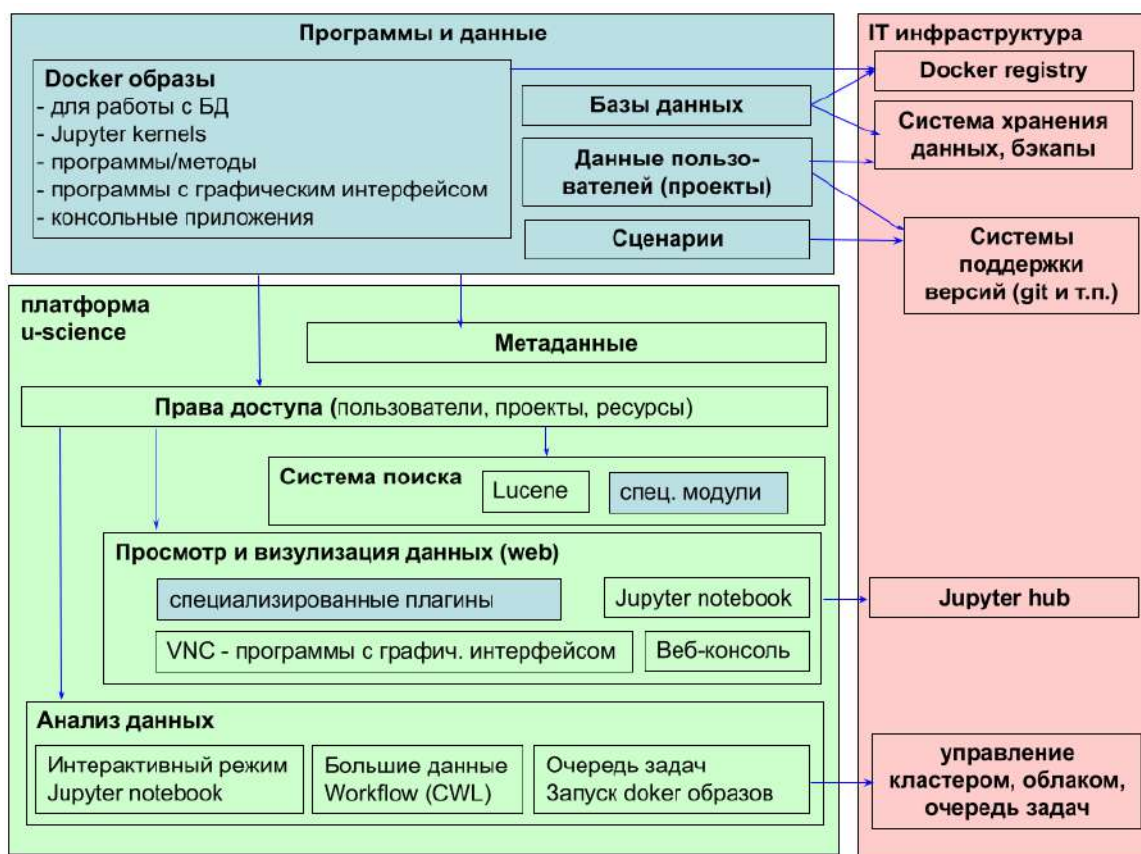 Программы и данные
Docker образы
- для работы с БД
- Jupyter kernels
- программы/методы
- программы с графическим интерфейсом
- консольные приложения
Базы данных
Данные пользо-
вателей (проекты)
Сценарии
IT инфраструктура
Docker registry
Система хранения
данных, бэкапы
Системы
поддержки
версий (git и т.п.)
платформа
u-science
Метаданные
Права доступа (пользователи, проекты, ресурсы)
Система поиска
Lucene
спец. модули
Просмотр и визулизация данных (web)
специализированные плагины
Jupyter notebook
VNC - программы с графич. интерфейсом
Веб-консоль
Jupyter hub
Анализ данных
Интерактивный режим
Jupyter notebook
Большие данные
Workflow (CWL)
Очередь задач
Запуск doker образов
управление
кластером, облаком,
очередь задач